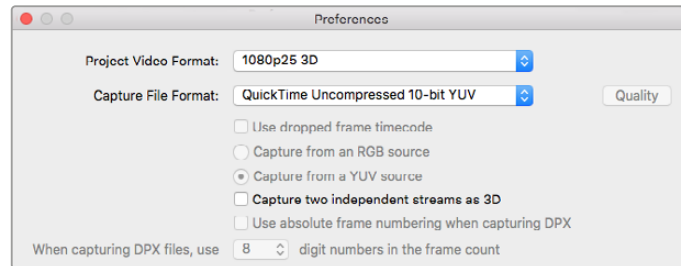 Preferences
Project Video Format: 1080p25 3D
Capture File Format: QuickTime Uncompressed 10-bit YUV Quality
Use dropped frame timecode
Capture from an RGB source
Capture from a YUV source
Capture two independent streams as 3D
Use absolute frame numbering when capturing DPX
When capturing DPX files, use 8 digit numbers in the frame count